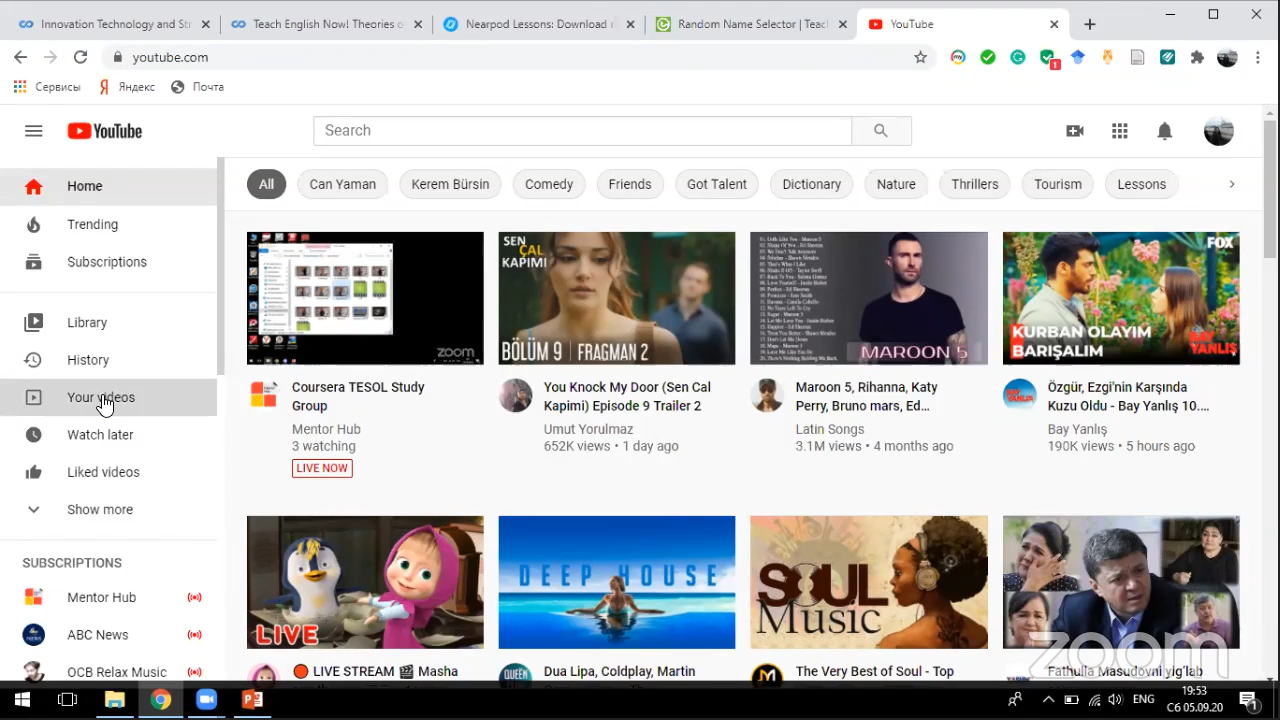 Innovation Technology and Str
Teach English Now! Theories o
Nearpod Lessons: Download r
Random Name Selector | Teac
YouTube
youtube.com
1
Сервисы
Яндекс
Почта
YouTube
Search
Home
Trending
Subscriptions
Library
History
Your videos
Watch later
Liked videos
Show more
SUBSCRIPTIONS
Mentor Hub
ABC News
OCB Relax Music
All
Can Yaman
Kerem Bürsin
Comedy
Friends
Got Talent
Dictionary
Nature
Thrillers
Tourism
Lessons
zoom
Coursera TESOL Study
Group
Mentor Hub
3 watching
LIVE NOW
SEN
ÇAL
KAPIMI
BÖLÜM 9 FRAGMAN 2
You Knock My Door (Sen Cal
Kapimi) Episode 9 Trailer 2
Umut Yorulmaz
652K views • 1 day ago
MAROON 5
Maroon 5, Rihanna, Katy
Perry, Bruno mars, Ed...
Latin Songs
3.1M views • 4 months ago
FOX
KURBAN OLAYIM
BARIŞALIM
BAY
YANLIŞ
Özgür, Ezgi'nin Karşında
Kuzu Oldu - Bay Yanlış 10....
Bay Yanlış
190K views • 5 hours ago
LIVE
LIVE STREAM Masha
DEEP HOUSE
Dua Lipa, Coldplay, Martin
SOUL
Music
The Very Best of Soul - Top
Fathulla Masudovni yig'lab
zoom
ENG
19:53
Сб 05.09.20
1